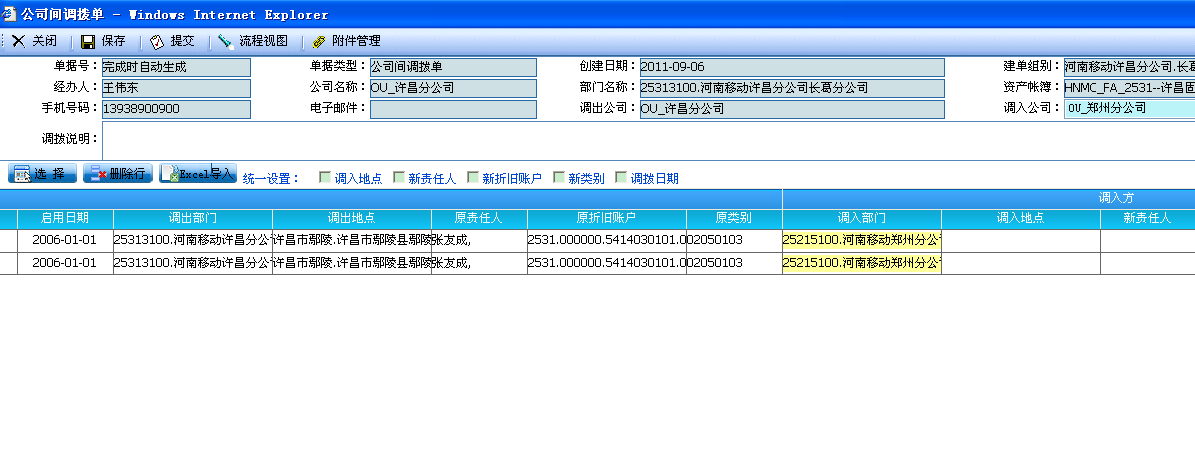 公司间调拨单 - Windows Internet Explorer
关闭 保存 提交 流程视图 附件管理
单据号： 完成时自动生成 单据类型： 公司间调拨单 创建日期： 2011-09-06 建单组别： 河南移动许昌分公司.长葛
经办人： 王伟东 公司名称： OU_许昌分公司 部门名称： 25313100.河南移动许昌分公司长葛分公司 资产帐簿： HNMC_FA_2531--许昌固
手机号码： 13938900900 电子邮件： 调出公司： OU_许昌分公司 调入公司： OU_郑州分公司
调拨说明：
选 择 删除行 Excel导入 统一设置： 调入地点 新责任人 新折旧账户 新类别 调拨日期
调入方
启用日期 调出部门 调出地点 原责任人 原折旧账户 原类别 调入部门 调入地点 新责任人
2006-01-01 25313100.河南移动许昌分公 许昌市鄢陵.许昌市鄢陵县鄢陵 张友成, 2531.000000.5414030101.0 02050103 25215100.河南移动郑州分公
2006-01-01 25313100.河南移动许昌分公 许昌市鄢陵.许昌市鄢陵县鄢陵 张友成, 2531.000000.5414030101.0 02050103 25215100.河南移动郑州分公